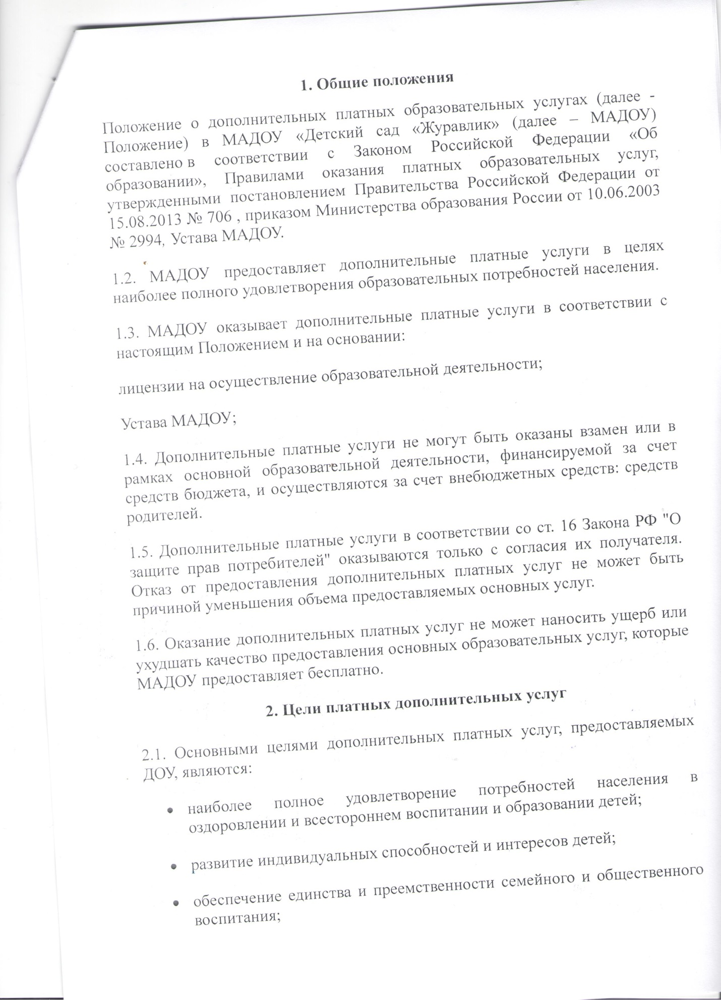 1. Общие положения
Положение о дополнительных платных образовательных услугах (далее -
Положение) в МАДОУ «Детский сад «Журавлик» (далее – МАДОУ)
составлено в соответствии с Законом Российской Федерации «Об
образовании», Правилами оказания платных образовательных услуг,
утвержденными постановлением Правительства Российской Федерации от
15.08.2013 № 706 , приказом Министерства образования России от 10.06.2003
№ 2994, Устава МАДОУ.
1.2. МАДОУ предоставляет дополнительные платные услуги в целях
наиболее полного удовлетворения образовательных потребностей населения.
1.3. МАДОУ оказывает дополнительные платные услуги в соответствии с
настоящим Положением и на основании:
лицензии на осуществление образовательной деятельности;
Устава МАДОУ;
1.4. Дополнительные платные услуги не могут быть оказаны взамен или в
рамках основной образовательной деятельности, финансируемой за счет
средств бюджета, и осуществляются за счет внебюджетных средств: средств
родителей.
1.5. Дополнительные платные услуги в соответствии со ст. 16 Закона РФ "О
защите прав потребителей" оказываются только с согласия их получателя.
Отказ от предоставления дополнительных платных услуг не может быть
причиной уменьшения объема предоставляемых основных услуг.
1.6. Оказание дополнительных платных услуг не может наносить ущерб или
ухудшать качество предоставления основных образовательных услуг, которые
МАДОУ предоставляет бесплатно.
2. Цели платных дополнительных услуг
2.1. Основными целями дополнительных платных услуг, предоставляемых
ДОУ, являются:
• наиболее полное удовлетворение потребностей населения в
оздоровлении и всестороннем воспитании и образовании детей;
• развитие индивидуальных способностей и интересов детей;
• обеспечение единства и преемственности семейного и общественного
воспитания;